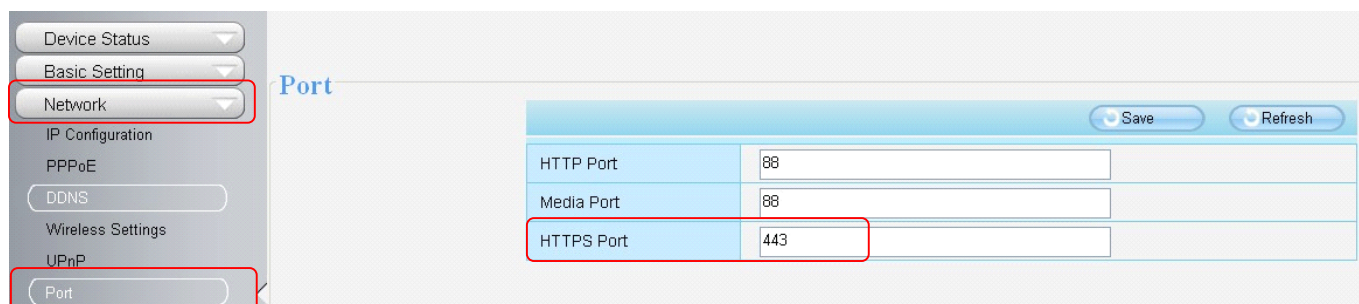 Device Status
Basic Setting
Network
IP Configuration
PPPoE
DDNS
Wireless Settings
UPnP
Port
Port
Save Refresh
HTTP Port 88
Media Port 88
HTTPS Port 443